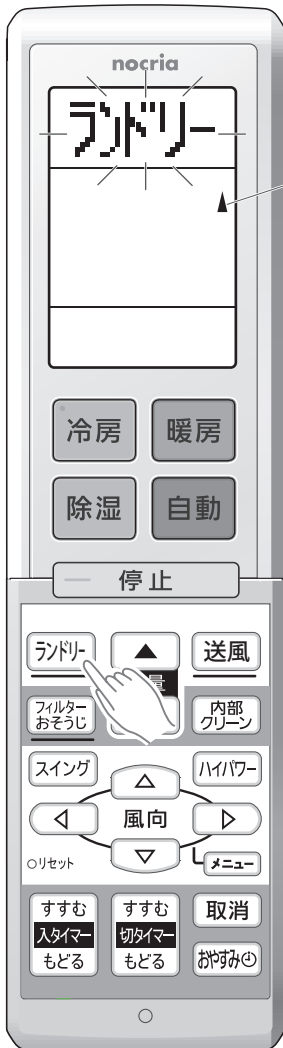 nocria
ランドリー
冷房 暖房
除湿 自動
停止
ランドリー 送風
量
フィルター
おそうじ
内部
クリーン
スイング ハイパワー
風向
リセット メニュー
すすむ すすむ 取消
入タイマー 切タイマー
もどる もどる おやすみ